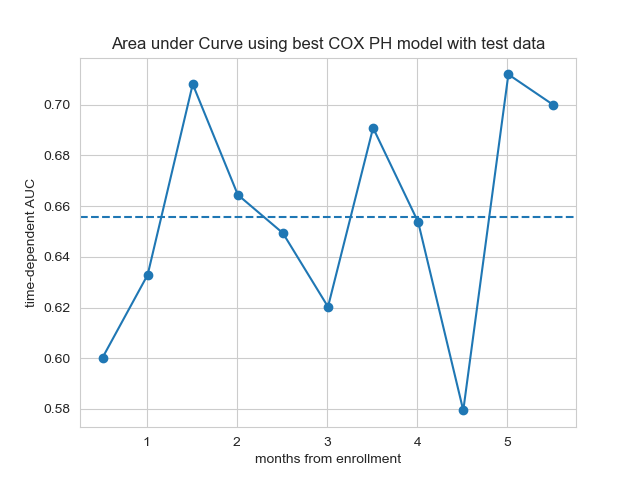 Area under Curve using best COX PH model with test data
0.70
0.68
0.66
0.64
0.62
0.60
0.58
time-dependent AUC
1 2 3 4 5
months from enrollment